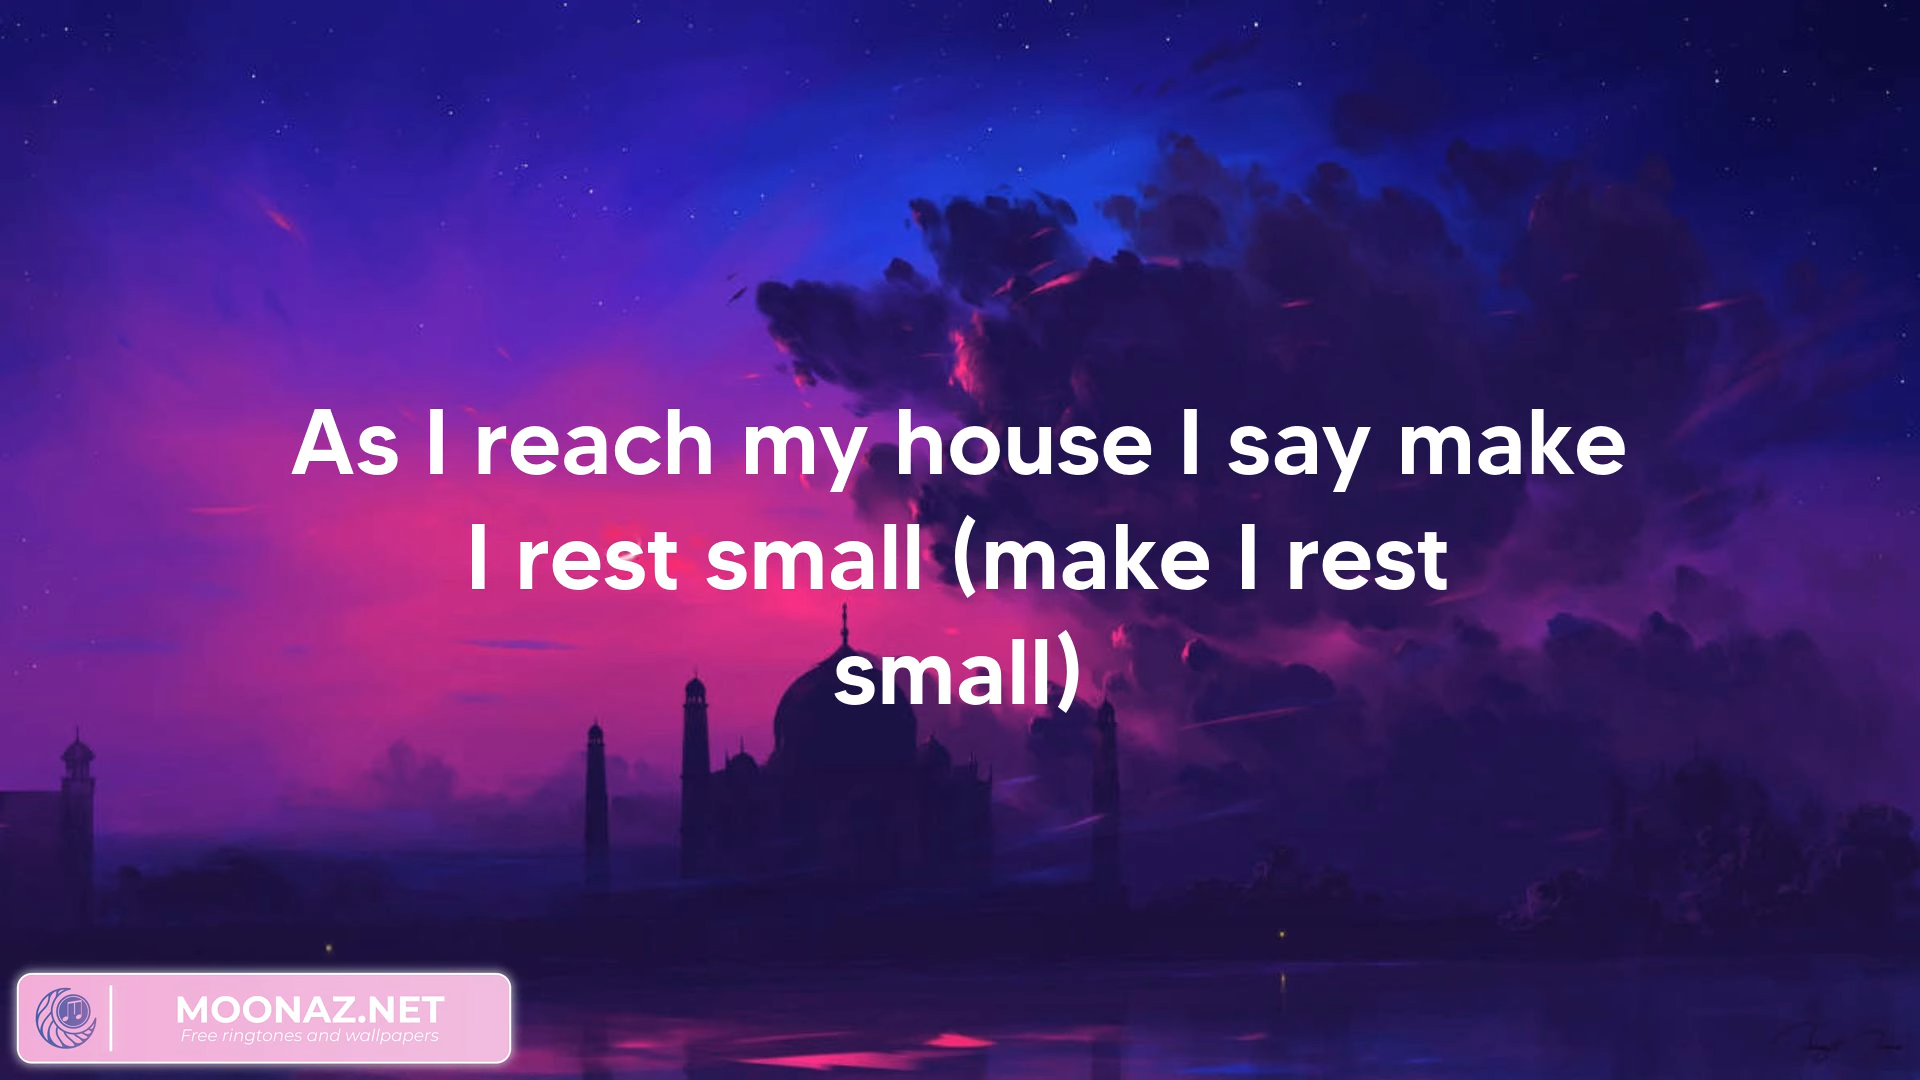 As I reach my house I say make
I rest small (make I rest
small)
MOONAZ.NET
Free ringtones and wallpapers